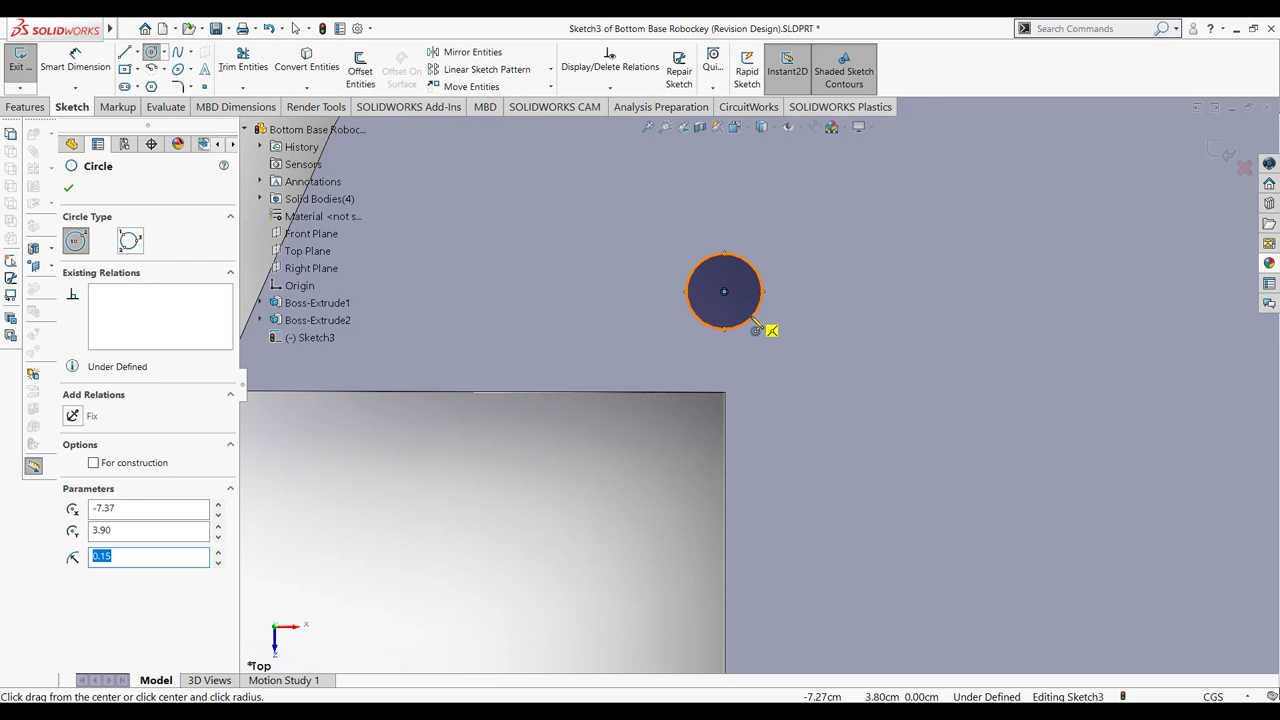 SOLIDWORKS
Sketch3 of Bottom Base Robockey (Revision Design).SLDPRT *
Search Commands
Exit ...
Smart Dimension
Trim Entities
Convert Entities
Offset Entities
Offset On Surface
Mirror Entities
Linear Sketch Pattern
Move Entities
Display/Delete Relations
Repair Sketch
Qui...
Rapid Sketch
Instant2D
Shaded Sketch Contours
Features
Sketch
Markup
Evaluate
MBD Dimensions
Render Tools
SOLIDWORKS Add-Ins
MBD
SOLIDWORKS CAM
Analysis Preparation
CircuitWorks
SOLIDWORKS Plastics
Circle
Circle Type
Existing Relations
Under Defined
Add Relations
Fix
Options
For construction
Parameters
-7.37
3.90
0.15
Bottom Base Roboc...
History
Sensors
Annotations
Solid Bodies(4)
Material <not s...
Front Plane
Top Plane
Right Plane
Origin
Boss-Extrude1
Boss-Extrude2
(-) Sketch3
X
Z
*Top
Model
3D Views
Motion Study 1
Click drag from the center or click center and click radius.
-7.27cm
3.80cm
0.00cm
Under Defined
Editing Sketch3
CGS